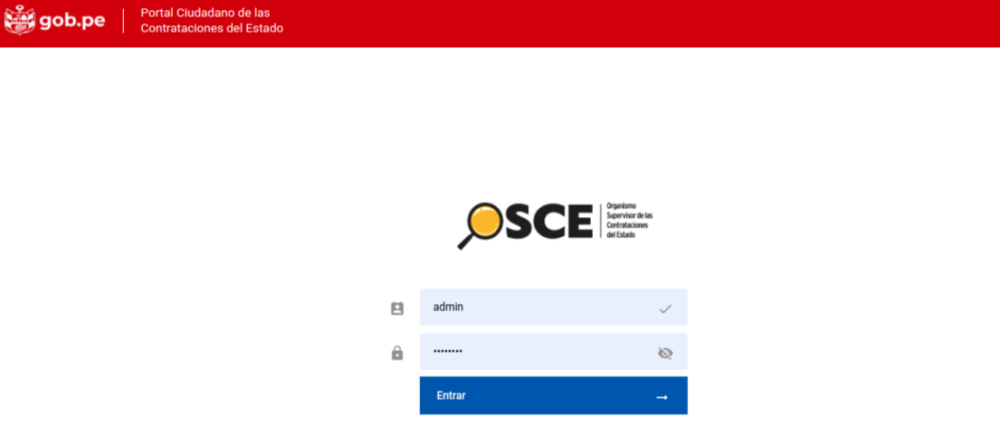 gob.pe
Portal Ciudadano de las
Contrataciones del Estado
OSCE
Organismo
Supervisor de las
Contrataciones
del Estado
admin
••••••••
Entrar →